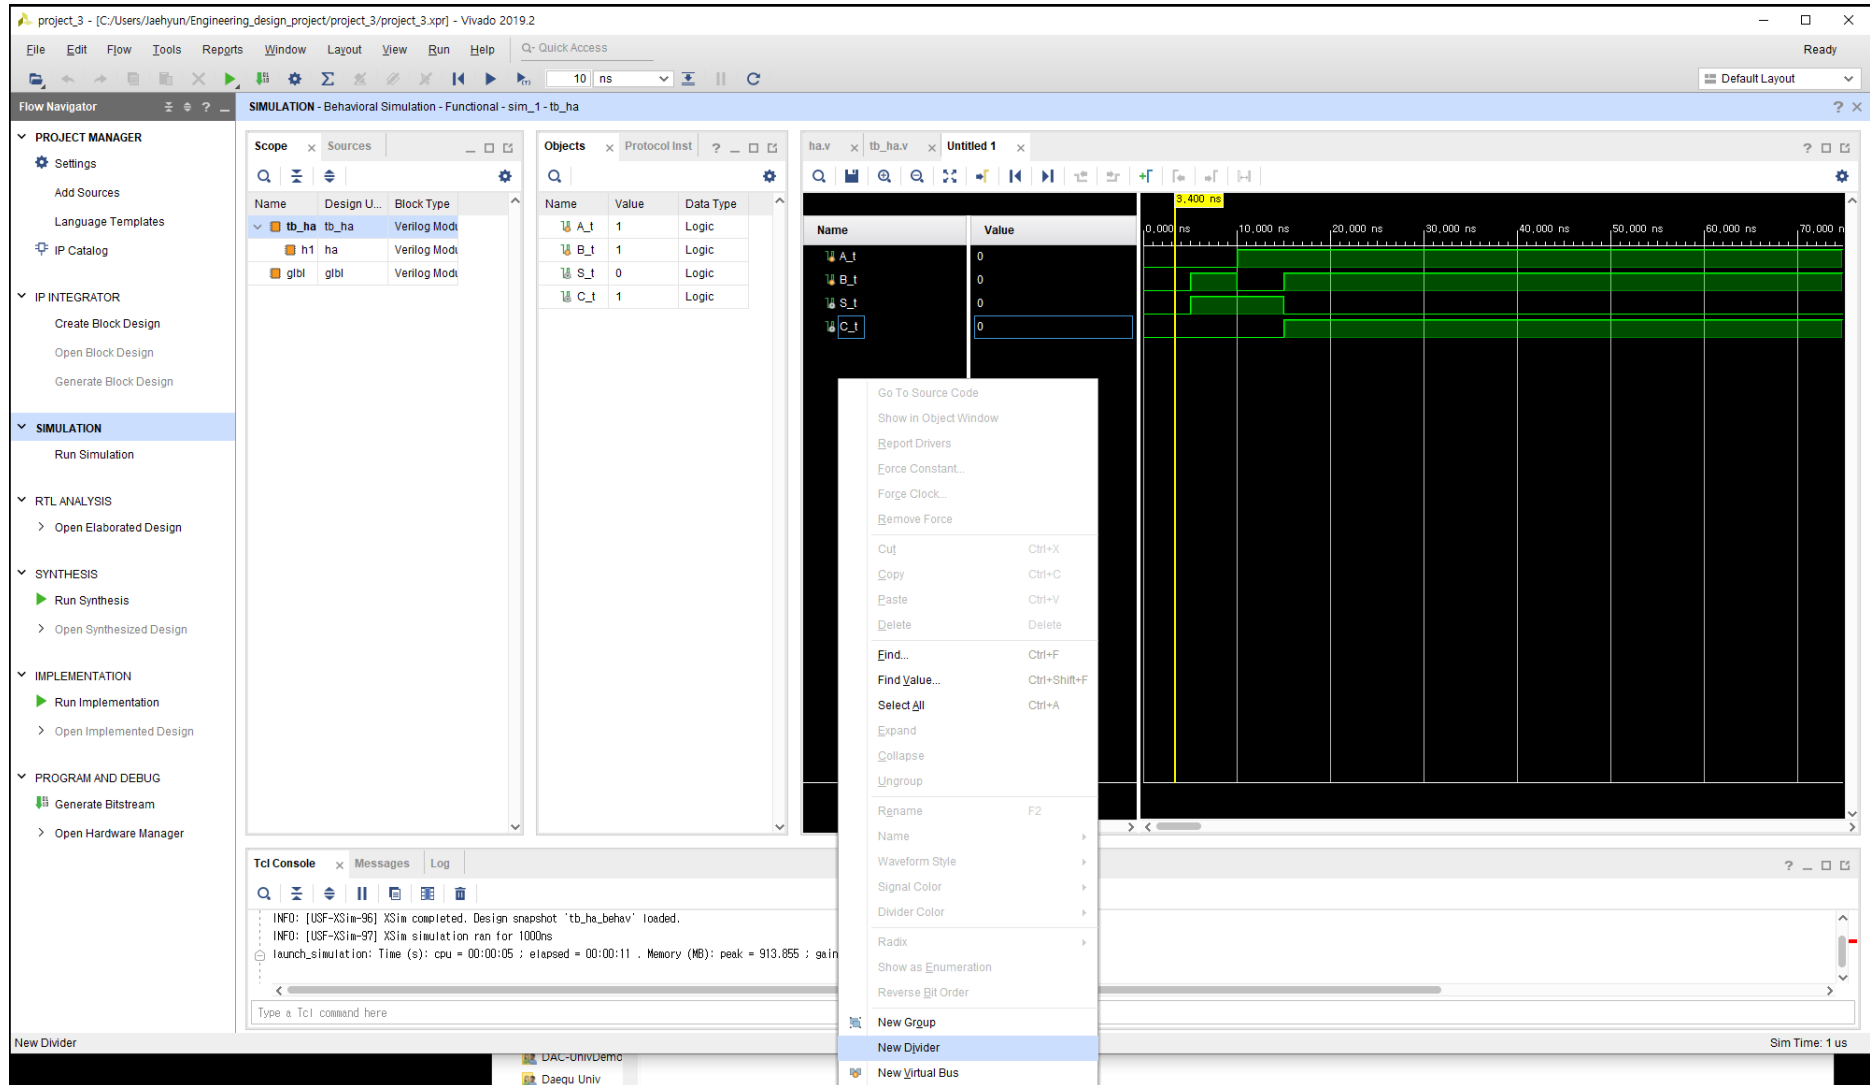 project_3 - [C:/Users/Jaehyun/Engineering_design_project/project_3/project_3.xpr] - Vivado 2019.2
File Edit Flow Tools Reports Window Layout View Run Help Q- Quick Access Ready
10 ns Default Layout
Flow Navigator
SIMULATION - Behavioral Simulation - Functional - sim_1 - tb_ha
PROJECT MANAGER
Settings
Add Sources
Language Templates
IP Catalog
IP INTEGRATOR
Create Block Design
Open Block Design
Generate Block Design
SIMULATION
Run Simulation
RTL ANALYSIS
Open Elaborated Design
SYNTHESIS
Run Synthesis
Open Synthesized Design
IMPLEMENTATION
Run Implementation
Open Implemented Design
PROGRAM AND DEBUG
Generate Bitstream
Open Hardware Manager
Scope Sources
Name Design U... Block Type
tb_ha tb_ha Verilog Modu
h1 ha Verilog Modu
glbl glbl Verilog Modu
Objects Protocol Inst
Name Value Data Type
A_t 1 Logic
B_t 1 Logic
S_t 0 Logic
C_t 1 Logic
ha.v tb_ha.v Untitled 1
3,400 ns
Name Value
0,000 ns 10,000 ns 20,000 ns 30,000 ns 40,000 ns 50,000 ns 60,000 ns 70,000 n
A_t 0
B_t 0
S_t 0
C_t 0
Go To Source Code
Show in Object Window
Report Drivers
Force Constant...
Force Clock...
Remove Force
Cut Ctrl+X
Copy Ctrl+C
Paste Ctrl+V
Delete Delete
Find... Ctrl+F
Find Value... Ctrl+Shift+F
Select All Ctrl+A
Expand
Collapse
Ungroup
Rename F2
Name
Waveform Style
Signal Color
Divider Color
Radix
Show as Enumeration
Reverse Bit Order
New Group
New Divider
New Virtual Bus
Tcl Console Messages Log
INFO: [USF-XSim-96] XSim completed. Design snapshot 'tb_ha_behav' loaded.
INFO: [USF-XSim-97] XSim simulation ran for 1000ns
launch_simulation: Time (s): cpu = 00:00:05 ; elapsed = 00:00:11 . Memory (MB): peak = 913.855 ; gain
Type a Tcl command here
New Divider Sim Time: 1 us
DAC-UnivDemo
Daegu Univ